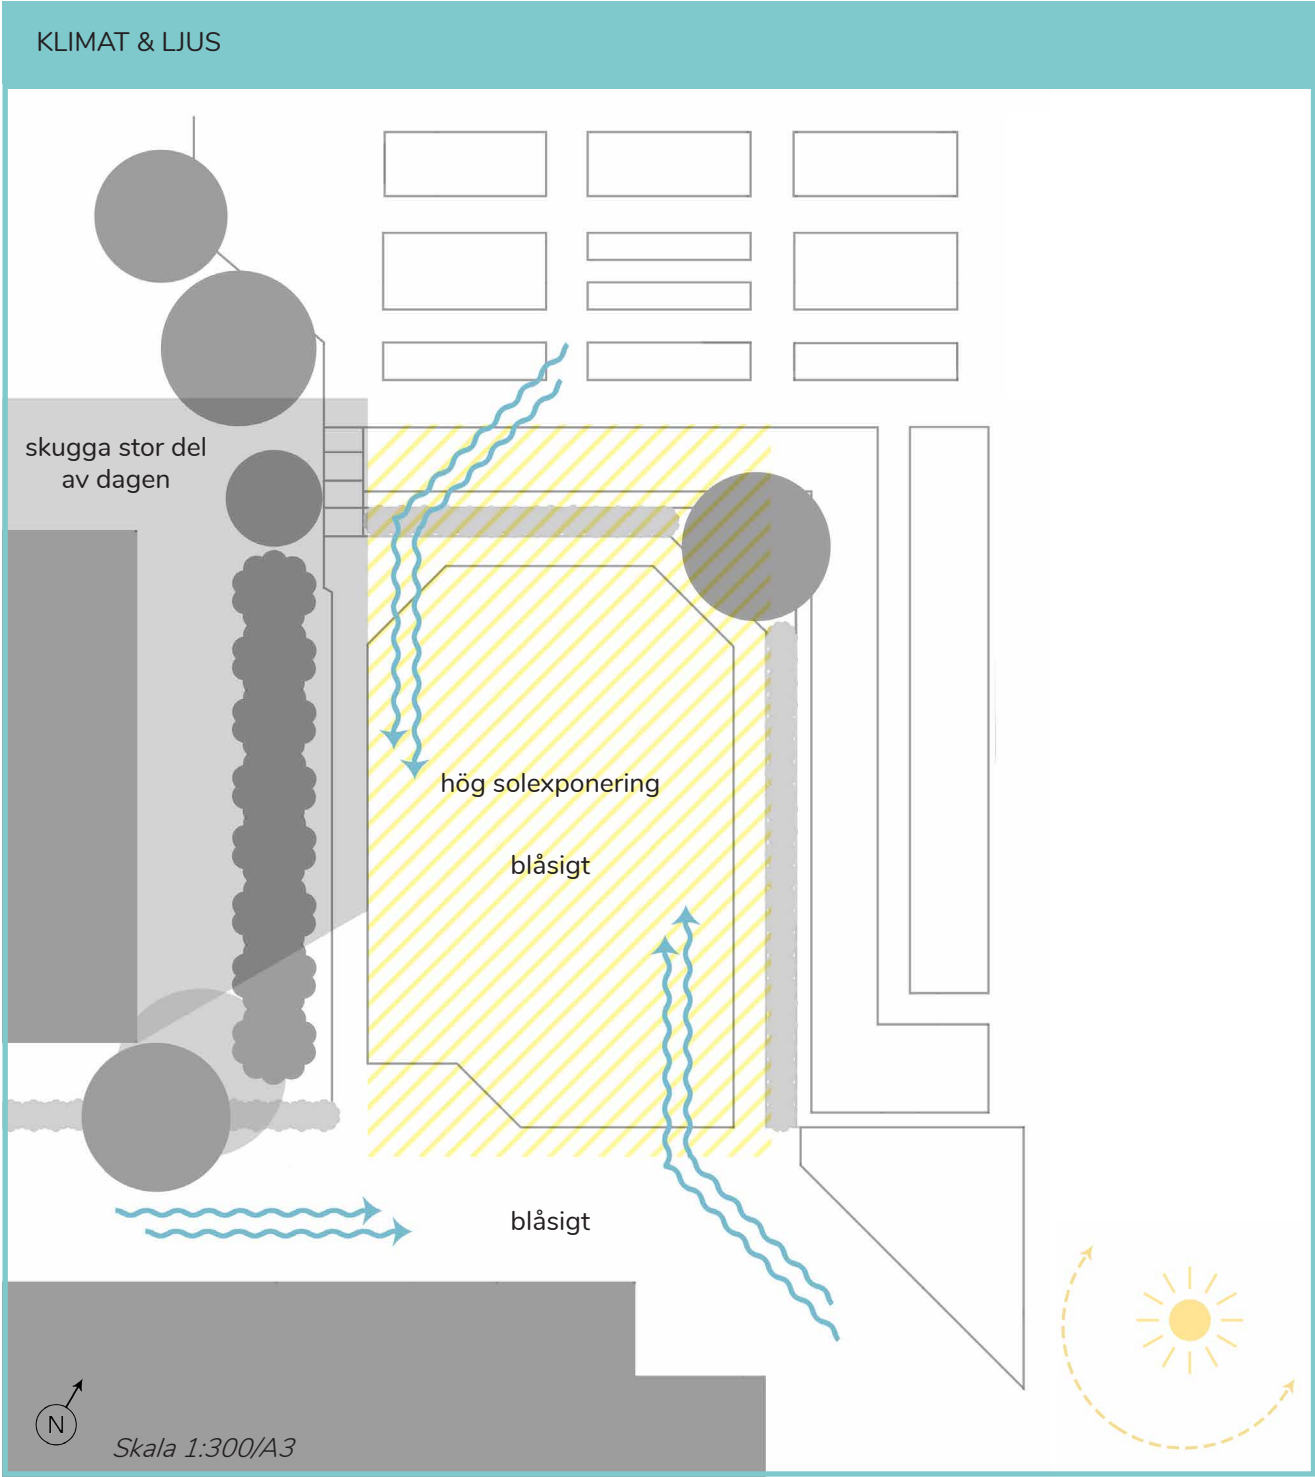 KLIMAT & LJUS
skugga stor del
av dagen
hög solexponering
blåsigt
blåsigt
N
Skala 1:300/A3